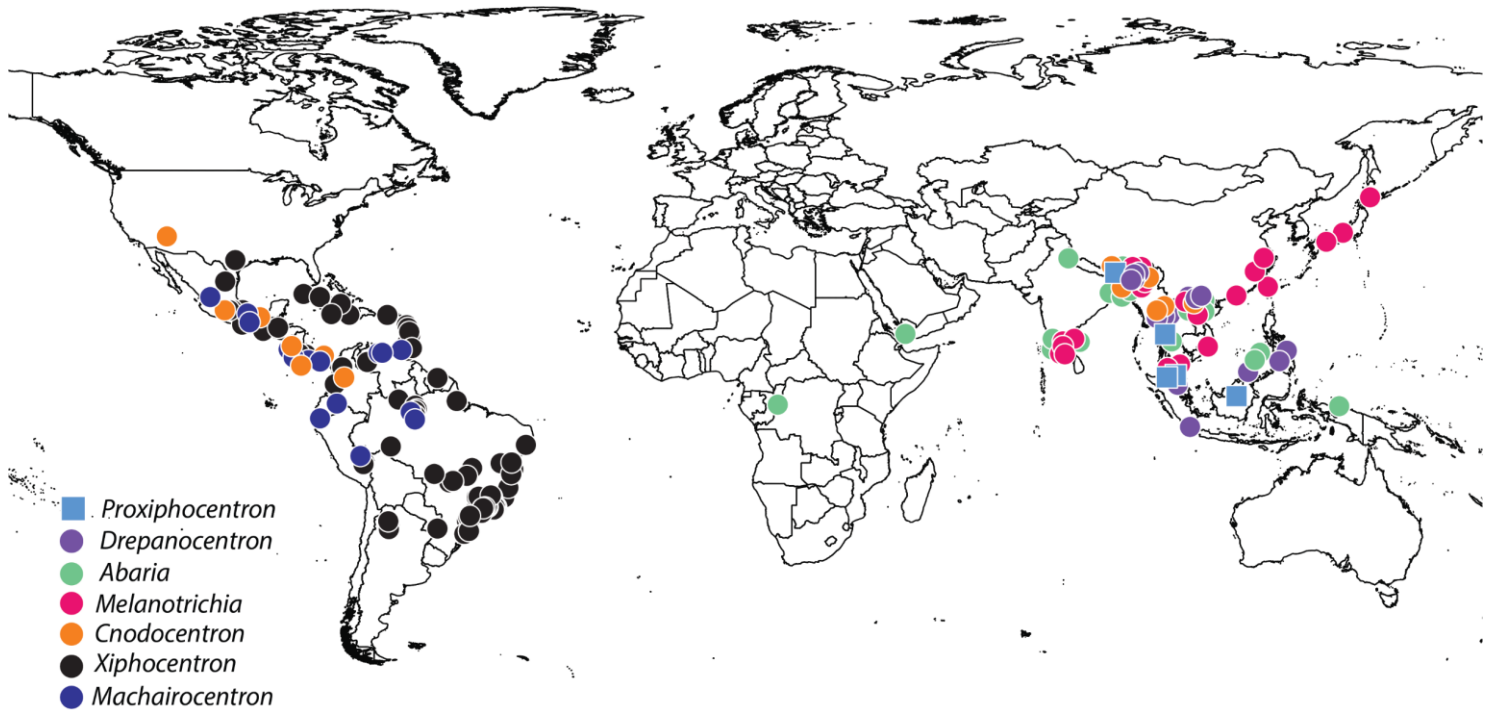 Proxiphocentron
Drepanocentron
Abaria
Melanotrichia
Cnodocentron
Xiphocentron
Machairocentron